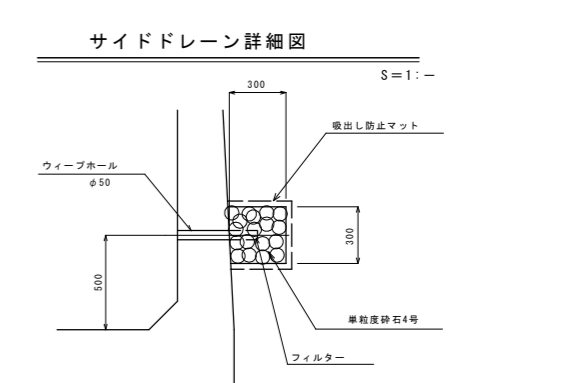 サイドドレーン詳細図
S=1:－
300
吸出し防止マット
ウィープホール
φ50
300
500
単粒度砕石4号
フィルター